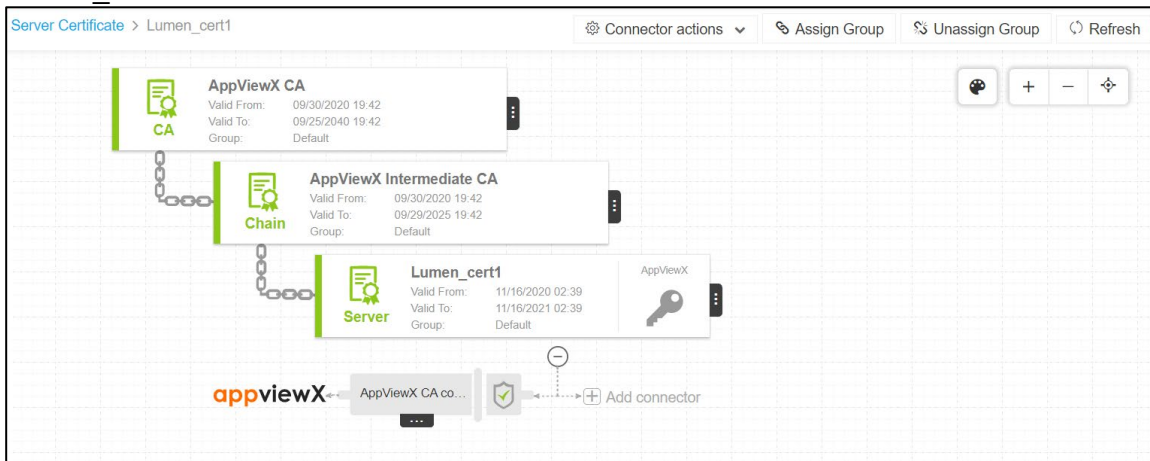 Server Certificate > Lumen_cert1
Connector actions
Assign Group
Unassign Group
Refresh
AppViewX CA
Valid From: 09/30/2020 19:42
Valid To: 09/25/2040 19:42
Group: Default
CA
AppViewX Intermediate CA
Valid From: 09/30/2020 19:42
Valid To: 09/29/2025 19:42
Group: Default
Chain
Lumen_cert1
Valid From: 11/16/2020 02:39
Valid To: 11/16/2021 02:39
Group: Default
Server
AppViewX
appviewX
AppViewX CA co...
Add connector